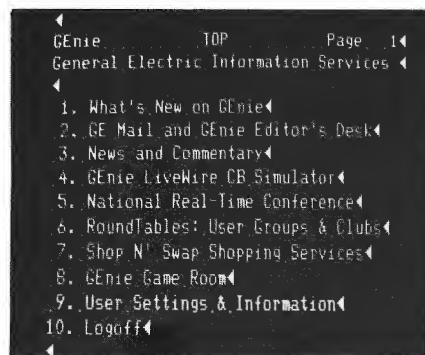 GEnie TOP Page 1
General Electric Information Services
1. What's New on GEnie
2. GE Mail and GEnie Editor's Desk
3. News and Commentary
4. GEnie LiveWire CB Simulator
5. National Real-Time Conference
6. RoundTables: User Groups & Clubs
7. Shop N' Swap Shopping Services
8. GEnie Game Room
9. User Settings & Information
10. Logoff